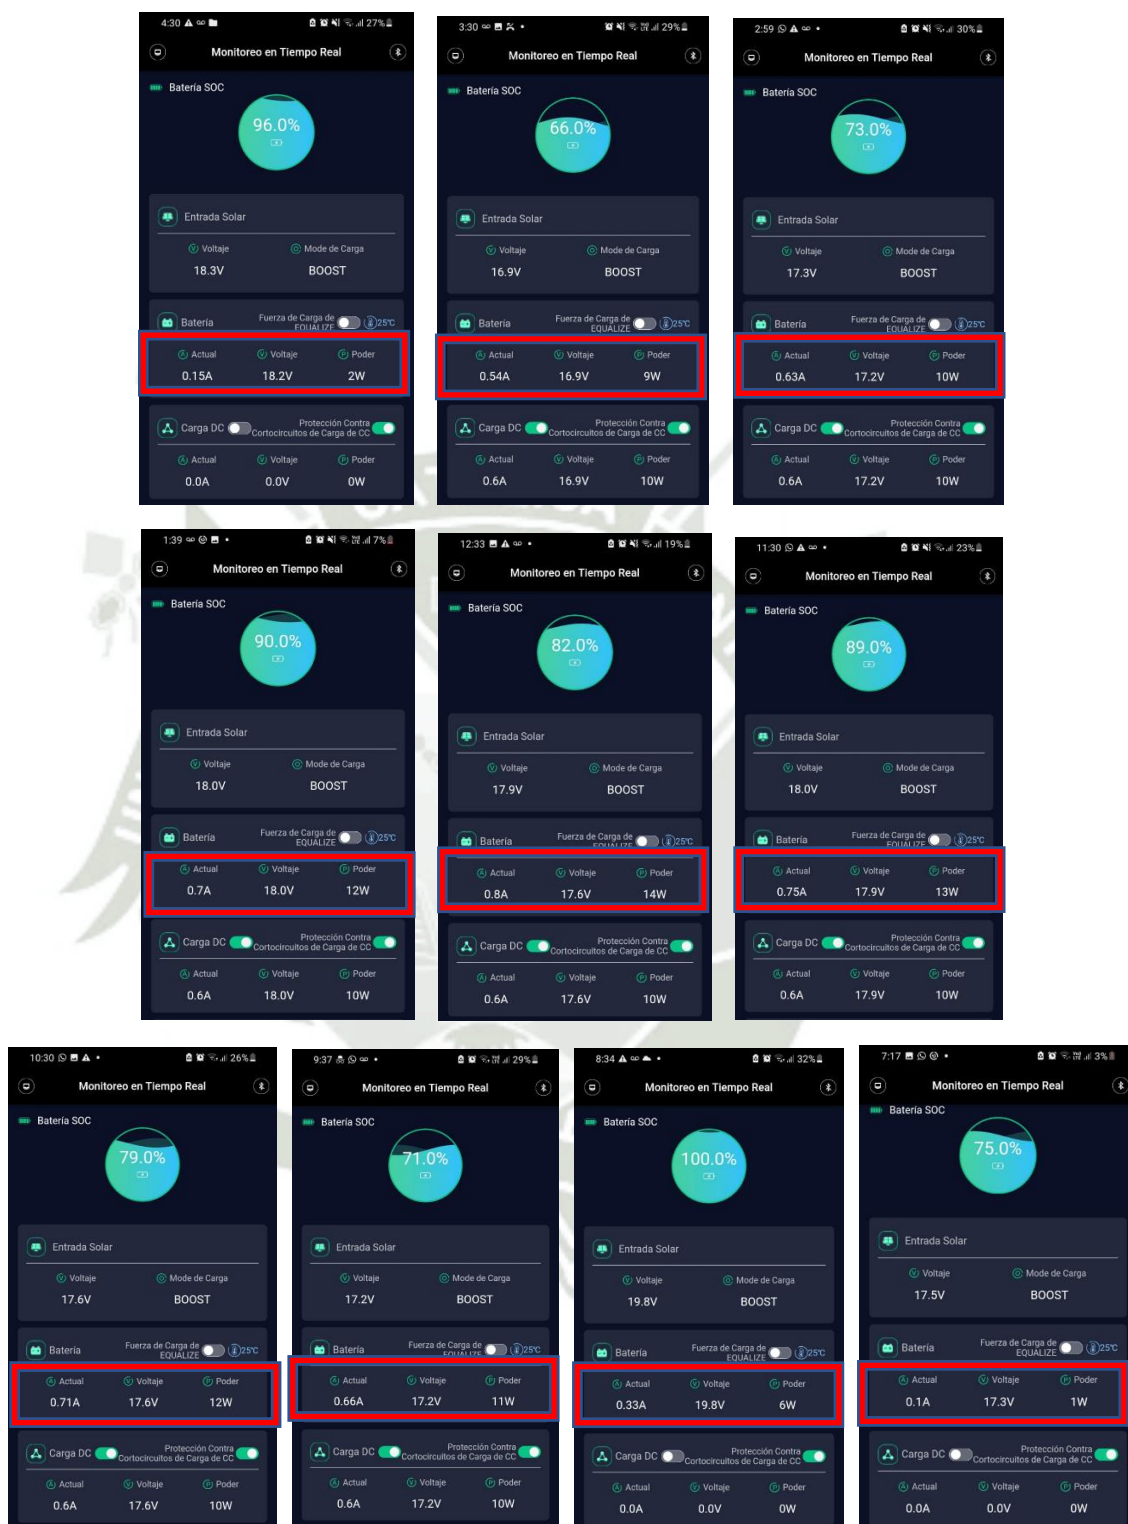 4:30 27%
Monitoreo en Tiempo Real
Batería SOC
96.0%
Entrada Solar
Voltaje Mode de Carga
18.3V BOOST
Batería Fuerza de Carga de EQUALIZE 25°C
Actual Voltaje Poder
0.15A 18.2V 2W
Carga DC Protección Contra
Cortocircuitos de Carga de CC
Actual Voltaje Poder
0.0A 0.0V 0W
3:30 29%
Monitoreo en Tiempo Real
Batería SOC
66.0%
Entrada Solar
Voltaje Mode de Carga
16.9V BOOST
Batería Fuerza de Carga de EQUALIZE 25°C
Actual Voltaje Poder
0.54A 16.9V 9W
Carga DC Protección Contra
Cortocircuitos de Carga de CC
Actual Voltaje Poder
0.6A 16.9V 10W
2:59 30%
Monitoreo en Tiempo Real
Batería SOC
73.0%
Entrada Solar
Voltaje Mode de Carga
17.3V BOOST
Batería Fuerza de Carga de EQUALIZE 25°C
Actual Voltaje Poder
0.63A 17.2V 10W
Carga DC Protección Contra
Cortocircuitos de Carga de CC
Actual Voltaje Poder
0.6A 17.2V 10W
1:39 7%
Monitoreo en Tiempo Real
Batería SOC
90.0%
Entrada Solar
Voltaje Mode de Carga
18.0V BOOST
Batería Fuerza de Carga de EQUALIZE 25°C
Actual Voltaje Poder
0.7A 18.0V 12W
Carga DC Protección Contra
Cortocircuitos de Carga de CC
Actual Voltaje Poder
0.6A 18.0V 10W
12:33 19%
Monitoreo en Tiempo Real
Batería SOC
82.0%
Entrada Solar
Voltaje Mode de Carga
17.9V BOOST
Batería Fuerza de Carga de EQUALIZE 25°C
Actual Voltaje Poder
0.8A 17.6V 14W
Carga DC Protección Contra
Cortocircuitos de Carga de CC
Actual Voltaje Poder
0.6A 17.6V 10W
11:30 23%
Monitoreo en Tiempo Real
Batería SOC
89.0%
Entrada Solar
Voltaje Mode de Carga
18.0V BOOST
Batería Fuerza de Carga de EQUALIZE 25°C
Actual Voltaje Poder
0.75A 17.9V 13W
Carga DC Protección Contra
Cortocircuitos de Carga de CC
Actual Voltaje Poder
0.6A 17.9V 10W
10:30 26%
Monitoreo en Tiempo Real
Batería SOC
79.0%
Entrada Solar
Voltaje Mode de Carga
17.6V BOOST
Batería Fuerza de Carga de EQUALIZE 25°C
Actual Voltaje Poder
0.71A 17.6V 12W
Carga DC Protección Contra
Cortocircuitos de Carga de CC
Actual Voltaje Poder
0.6A 17.6V 10W
9:37 29%
Monitoreo en Tiempo Real
Batería SOC
71.0%
Entrada Solar
Voltaje Mode de Carga
17.2V BOOST
Batería Fuerza de Carga de EQUALIZE 25°C
Actual Voltaje Poder
0.66A 17.2V 11W
Carga DC Protección Contra
Cortocircuitos de Carga de CC
Actual Voltaje Poder
0.6A 17.2V 10W
8:34 32%
Monitoreo en Tiempo Real
Batería SOC
100.0%
Entrada Solar
Voltaje Mode de Carga
19.8V BOOST
Batería Fuerza de Carga de EQUALIZE 25°C
Actual Voltaje Poder
0.33A 19.8V 6W
Carga DC Protección Contra
Cortocircuitos de Carga de CC
Actual Voltaje Poder
0.0A 0.0V 0W
7:17 3%
Monitoreo en Tiempo Real
Batería SOC
75.0%
Entrada Solar
Voltaje Mode de Carga
17.5V BOOST
Batería Fuerza de Carga de EQUALIZE 25°C
Actual Voltaje Poder
0.1A 17.3V 1W
Carga DC Protección Contra
Cortocircuitos de Carga de CC
Actual Voltaje Poder
0.0A 0.0V 0W